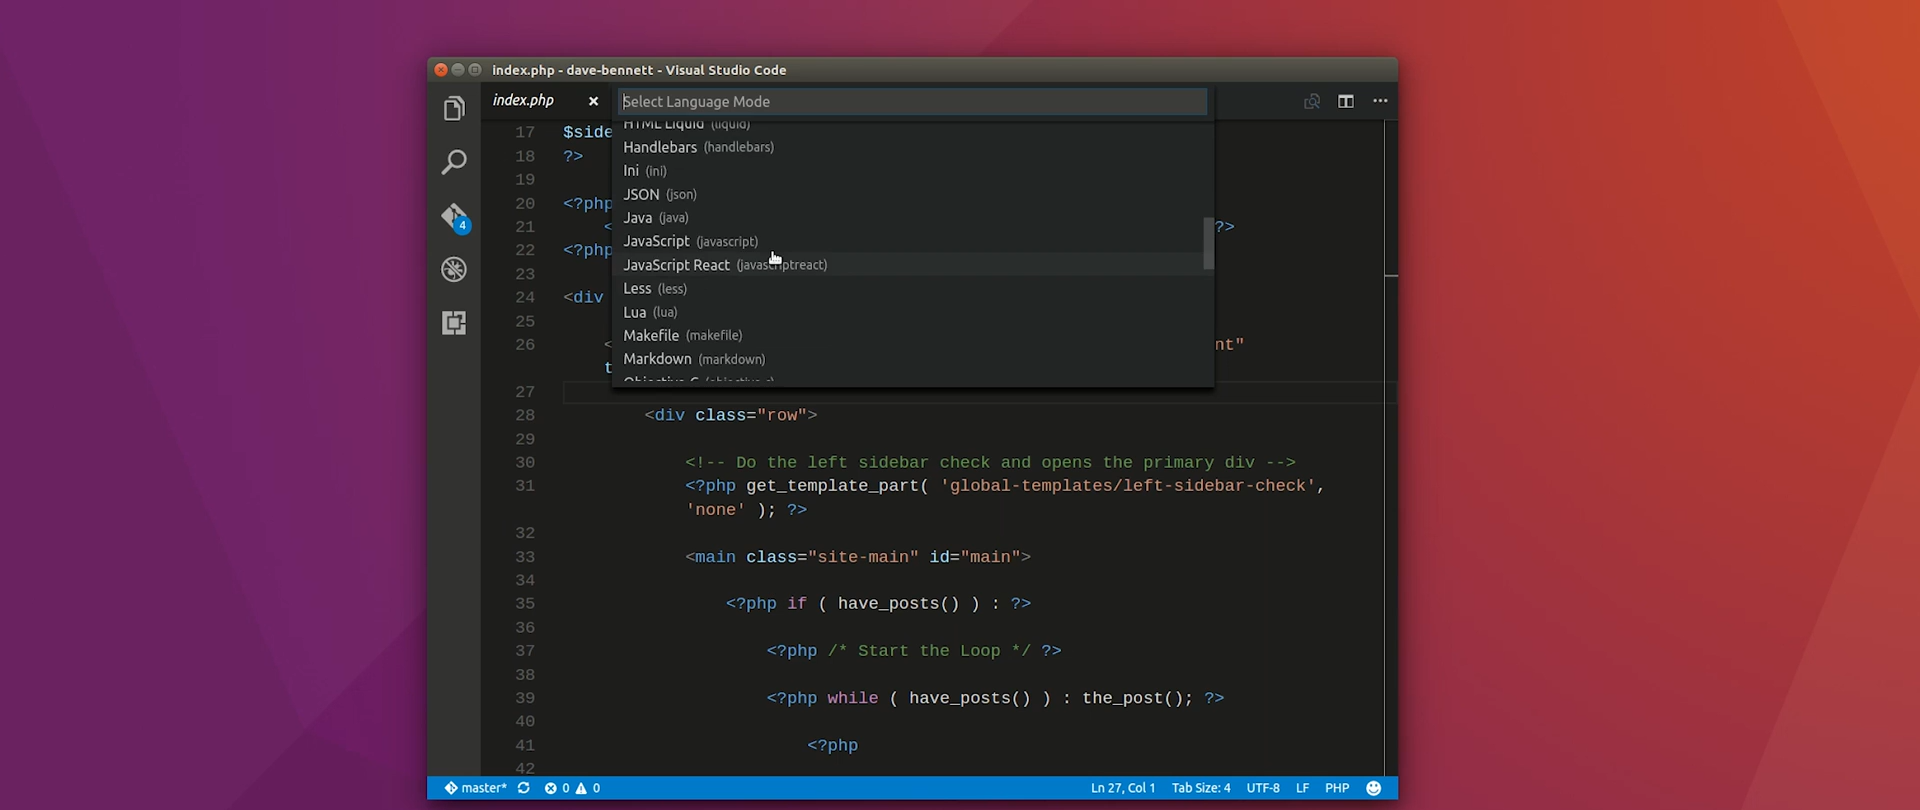 index.php - dave-bennett - Visual Studio Code
index.php
Select Language Mode
HTML Liquid (liquid)
Handlebars (handlebars)
Ini (ini)
JSON (json)
Java (java)
JavaScript (javascript)
JavaScript React (javascriptreact)
Less (less)
Lua (lua)
Makefile (makefile)
Markdown (markdown)
Objective-C (objective-c)
4
17 $side
18 ?>
19
20 <?php
21 < ?>
22 <?php
23
24 <div
25
26 < nt"
t
27
28 <div class="row">
29
30 <!-- Do the left sidebar check and opens the primary div -->
31 <?php get_template_part( 'global-templates/left-sidebar-check',
'none' ); ?>
32
33 <main class="site-main" id="main">
34
35 <?php if ( have_posts() ) : ?>
36
37 <?php /* Start the Loop */ ?>
38
39 <?php while ( have_posts() ) : the_post(); ?>
40
41 <?php
42
master* 0 0 Ln 27, Col 1 Tab Size: 4 UTF-8 LF PHP